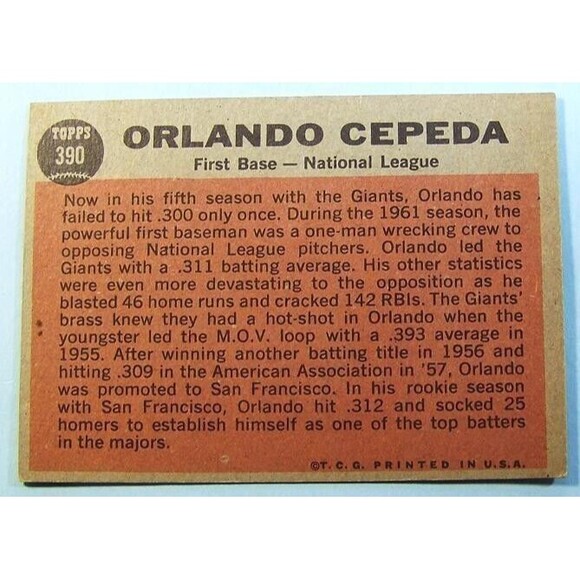 TOPPS
390
ORLANDO CEPEDA
First Base — National League
Now in his fifth season with the Giants, Orlando has
failed to hit .300 only once. During the 1961 season, the
powerful first baseman was a one-man wrecking crew to
opposing National League pitchers. Orlando led the
Giants with a .311 batting average. His other statistics
were even more devastating to the opposition as he
blasted 46 home runs and cracked 142 RBIs. The Giants'
brass knew they had a hot-shot in Orlando when the
youngster led the M.O.V. loop with a .393 average in
1955. After winning another batting title in 1956 and
hitting .309 in the American Association in '57, Orlando
was promoted to San Francisco. In his rookie season
with San Francisco, Orlando hit .312 and socked 25
homers to establish himself as one of the top batters
in the majors.
©T.C.G. PRINTED IN U.S.A.